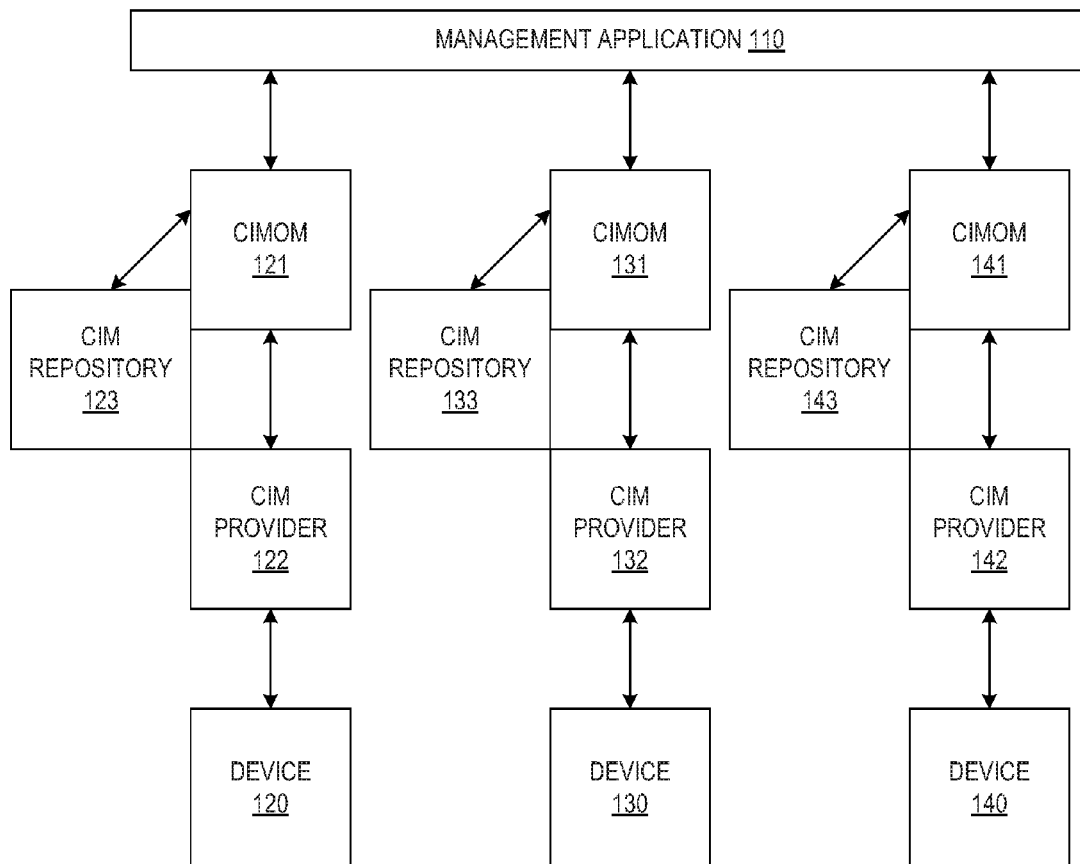 MANAGEMENT APPLICATION 110
CIMOM
121
CIMOM
131
CIMOM
141
CIM
REPOSITORY
123
CIM
REPOSITORY
133
CIM
REPOSITORY
143
CIM
PROVIDER
122
CIM
PROVIDER
132
CIM
PROVIDER
142
DEVICE
120
DEVICE
130
DEVICE
140